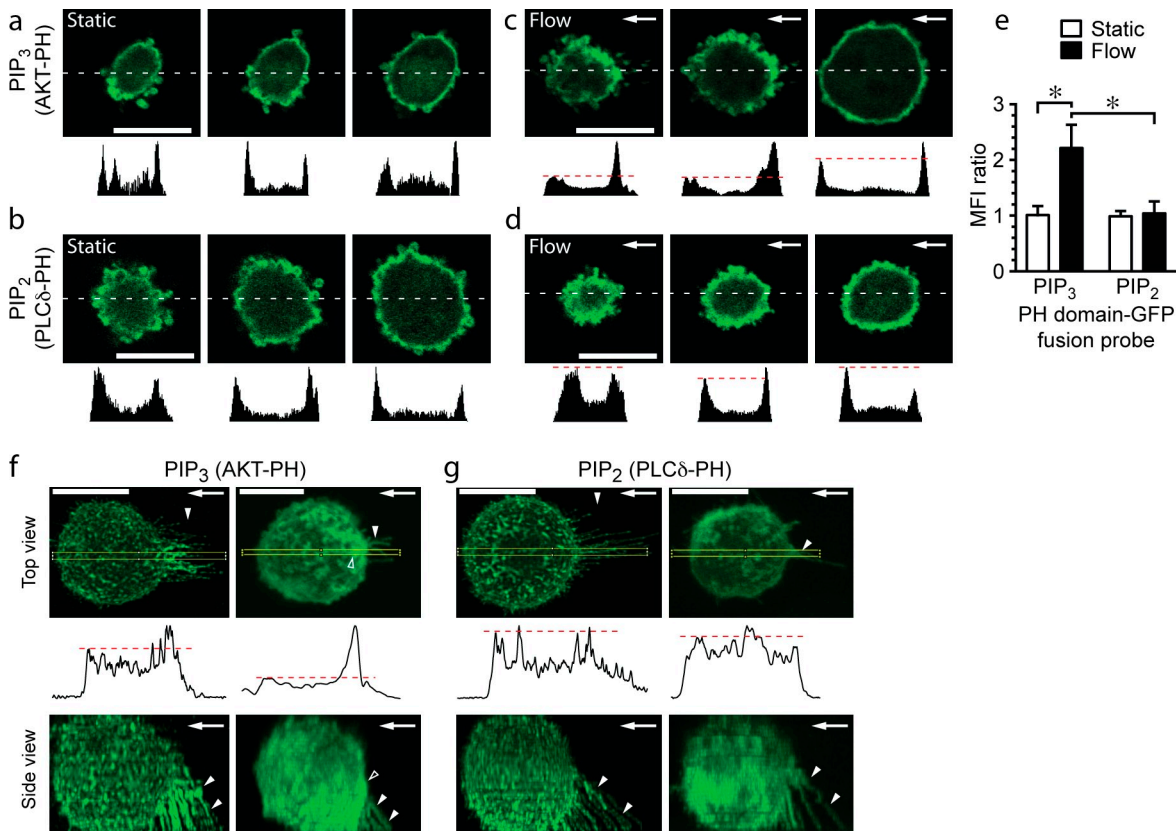 a
Static
PIP3
(AKT-PH)
c
Flow
b
Static
PIP2
(PLCδ-PH)
d
Flow
e
Static
Flow
*
*
MFI ratio
3
2
1
0
PIP3
PIP2
PH domain-GFP
fusion probe
f
PIP3 (AKT-PH)
g
PIP2 (PLCδ-PH)
Top view
Side view